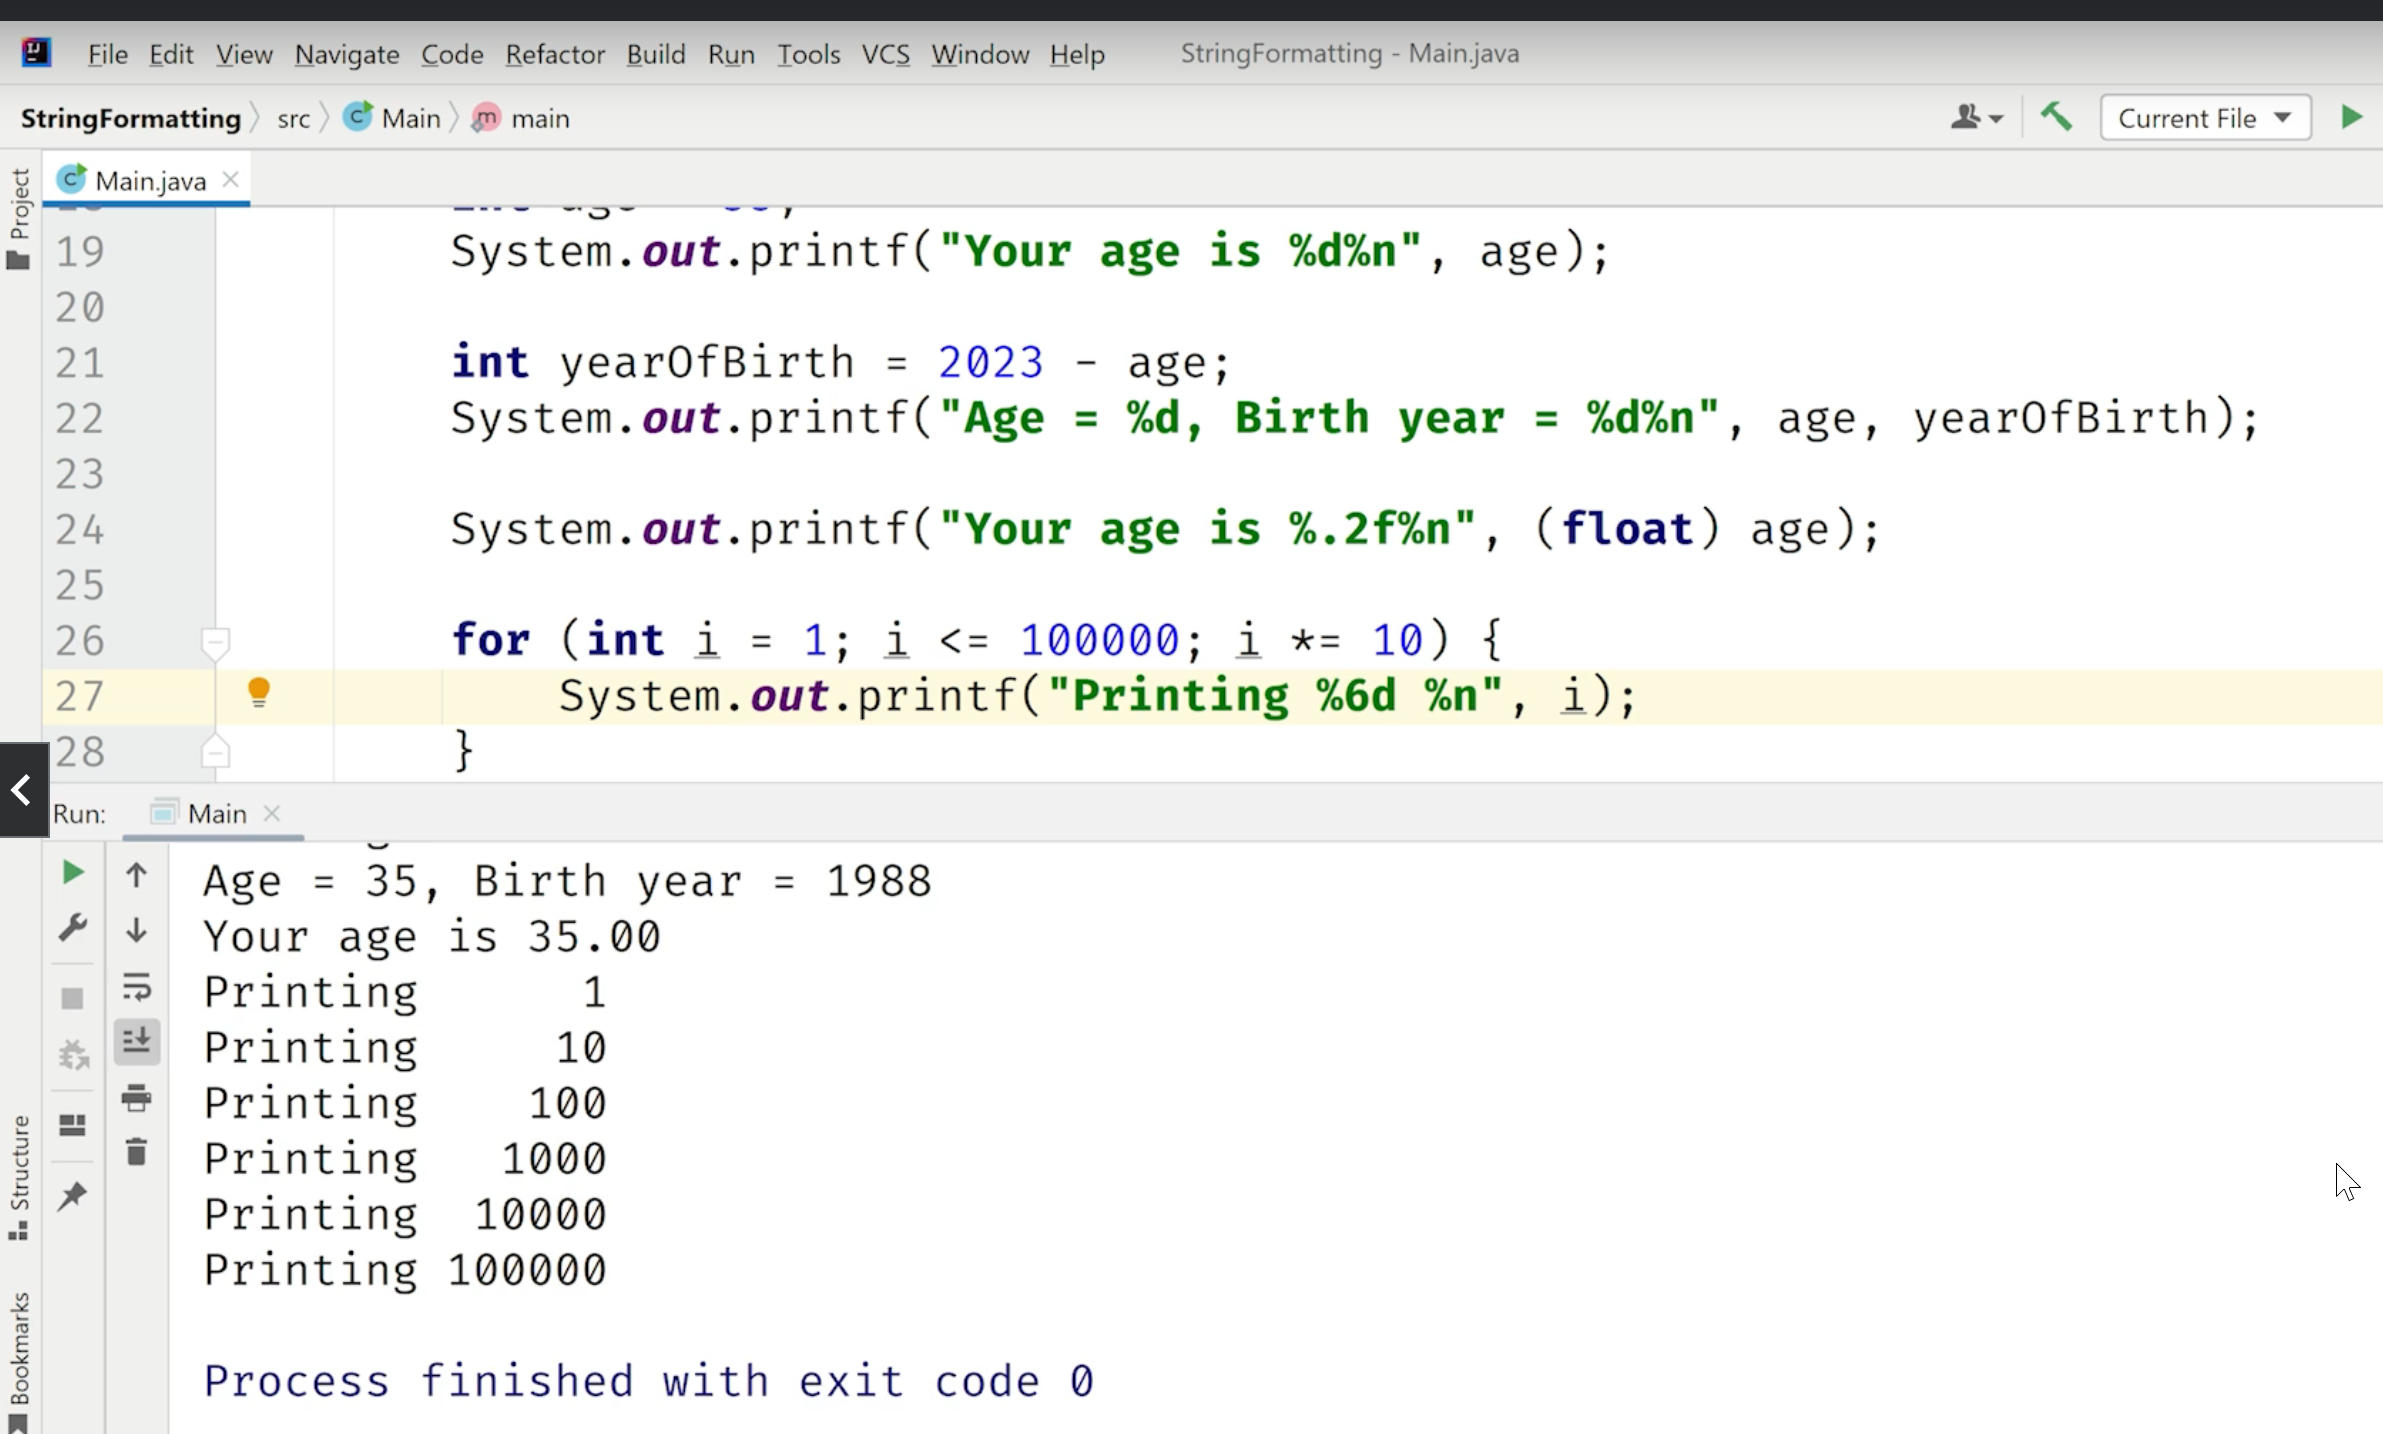 File Edit View Navigate Code Refactor Build Run Tools VCS Window Help StringFormatting - Main.java
StringFormatting src Main main Current File
Project
Main.java
19 System.out.printf("Your age is %d%n", age);
20
21 int yearOfBirth = 2023 - age;
22 System.out.printf("Age = %d, Birth year = %d%n", age, yearOfBirth);
23
24 System.out.printf("Your age is %.2f%n", (float) age);
25
26 for (int i = 1; i <= 100000; i *= 10) {
27 System.out.printf("Printing %6d %n", i);
28 }
Run: Main
Age = 35, Birth year = 1988
Your age is 35.00
Printing      1
Printing     10
Printing    100
Printing   1000
Printing  10000
Printing 100000
Process finished with exit code 0
Structure
Bookmarks